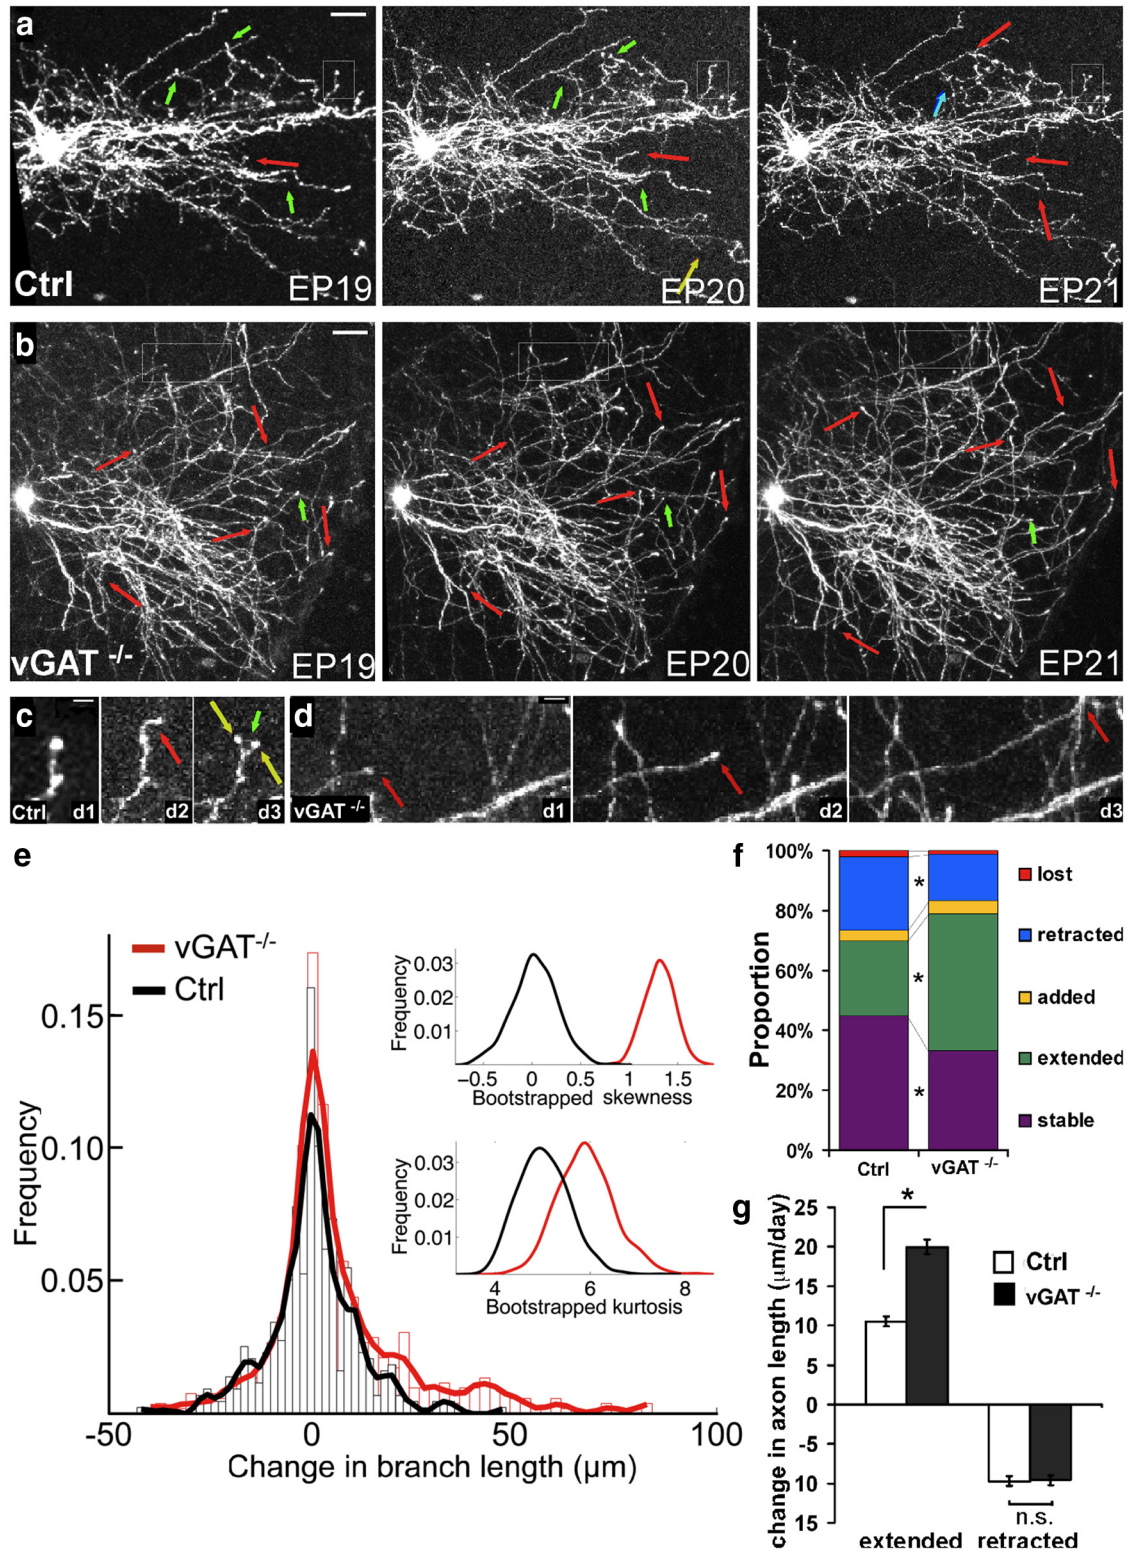 a
Ctrl
EP19
EP20
EP21
b
vGAT -/-
EP19
EP20
EP21
c
Ctrl
d1
d2
d3
d
vGAT -/-
d1
d2
d3
e
vGAT-/-
Ctrl
Frequency
0.15
0.10
0.05
-50
0
50
100
Change in branch length (µm)
Frequency
0.03
0.02
0.01
−0.5
0
0.5
1
1.5
Bootstrapped skewness
Frequency
0.03
0.02
0.01
4
6
8
Bootstrapped kurtosis
f
Proportion
100%
80%
60%
40%
20%
0%
*
*
*
Ctrl
vGAT -/-
lost
retracted
added
extended
stable
g
change in axon length (µm/day)
25
20
15
10
5
0
-5
10
15
*
Ctrl
vGAT -/-
n.s.
extended
retracted